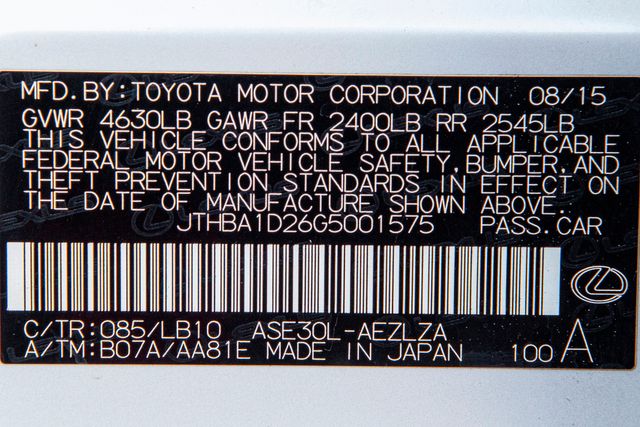 MFD.BY:TOYOTA MOTOR CORPORATION 08/15
GVWR 4630LB GAWR FR 2400LB RR 2545LB
THIS VEHICLE CONFORMS TO ALL APPLICABLE
FEDERAL MOTOR VEHICLE SAFETY,BUMPER,AND
THEFT PREVENTION STANDARDS IN EFFECT ON
THE DATE OF MANUFACTURE SHOWN ABOVE.
JTHBA1D26G5001575 PASS.CAR
C/TR:085/LB10 ASE30L-AEZLZA
A/TM:B07A/AA81E MADE IN JAPAN 100 A